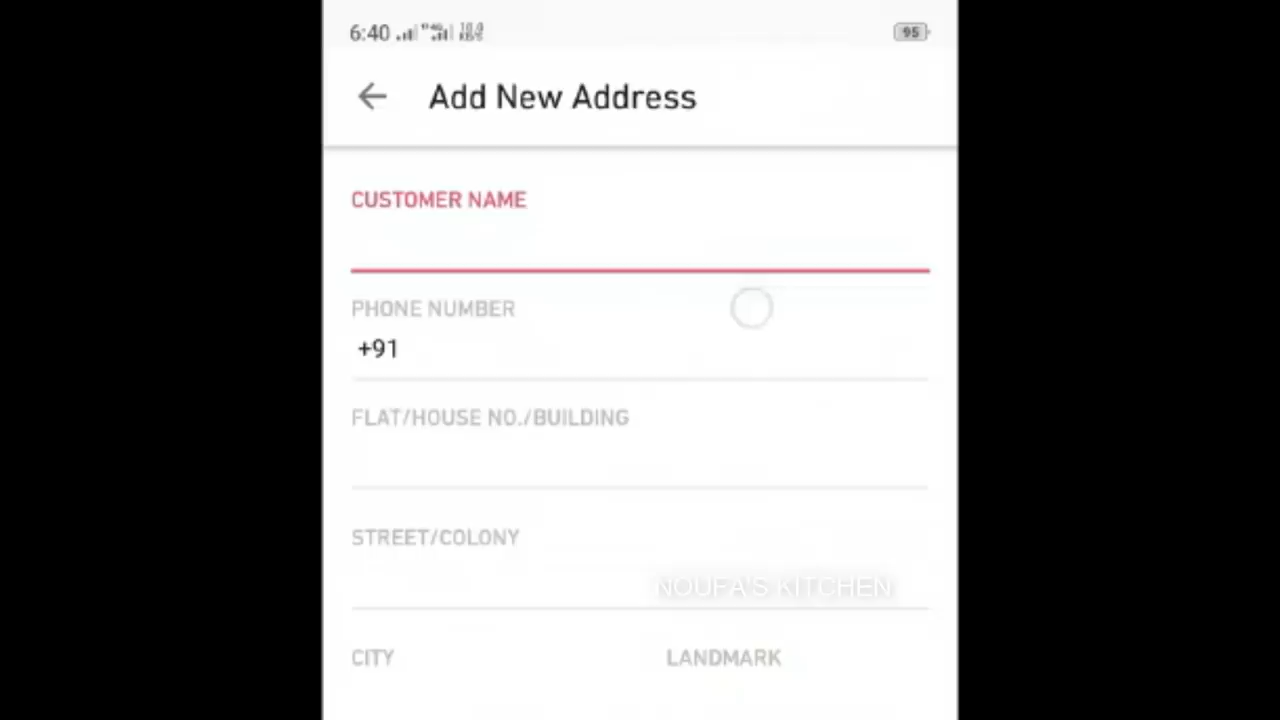 6:40
95
Add New Address
CUSTOMER NAME
PHONE NUMBER
+91
FLAT/HOUSE NO./BUILDING
STREET/COLONY
NOUFA'S KITCHEN
CITY LANDMARK